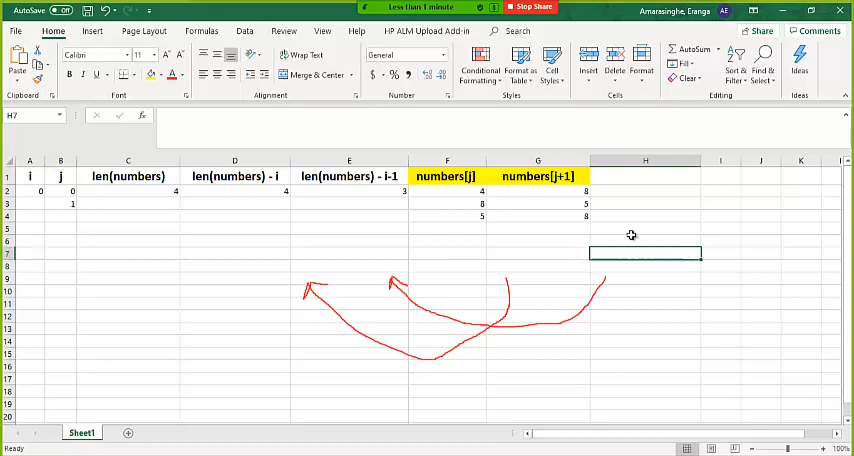 Less than 1 minute Stop Share
AutoSave Off Amarasinghe, Eranga AE
File Home Insert Page Layout Formulas Data Review View Help HP ALM Upload Add-in Search Share Comments
Calibri 11 Wrap Text General AutoSum
Paste B I U Merge & Center $ % Conditional Formatting Format as Table Cell Styles Insert Delete Format Fill Clear Sort & Filter Find & Select Ideas
Clipboard Font Alignment Number Styles Cells Editing Ideas
H7 fx
A B C D E F G H I J K
1 i j len(numbers) len(numbers) - i len(numbers) - i-1 numbers[j] numbers[j+1]
2 0 0 4 4 3 4 8
3 1 8 5
4 5 8
5
6
7
8
9
10
11
12
13
14
15
16
17
18
19
20
Sheet1
Ready 100%